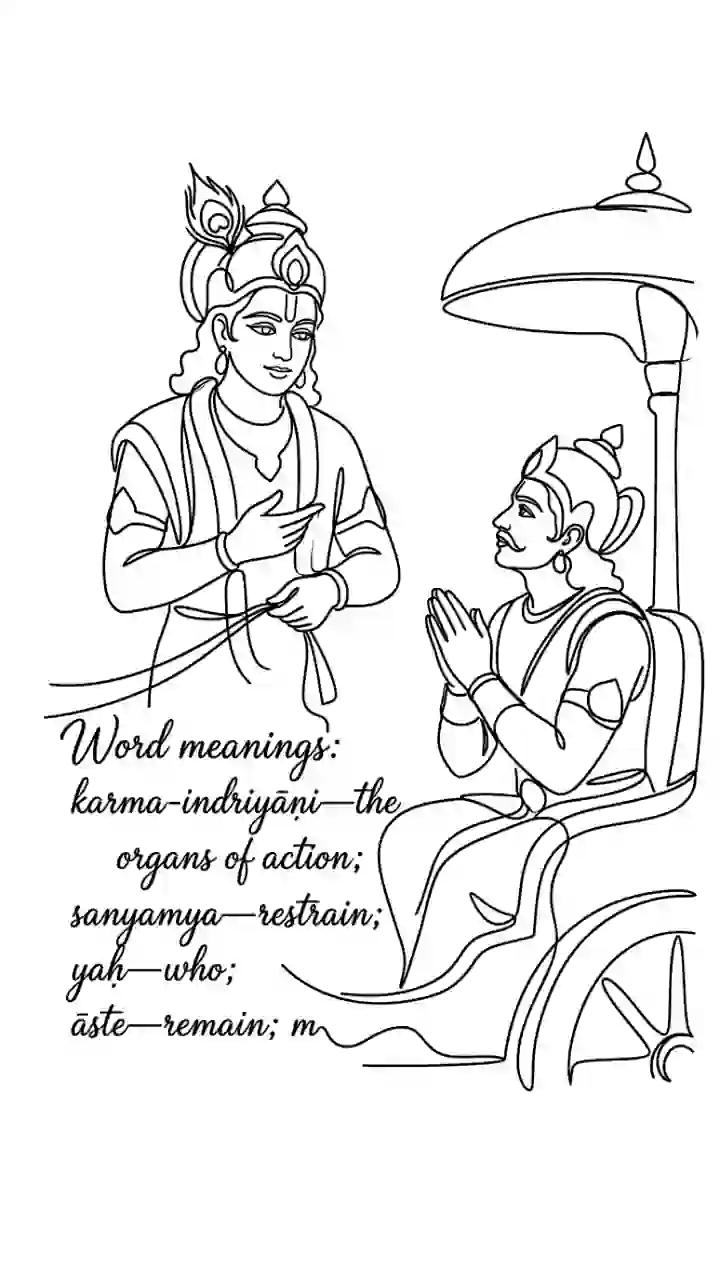 Word meanings:
karma-indriyāṇi—the
organs of action;
sanyamya—restrain;
yaḥ—who;
āste—remain; m